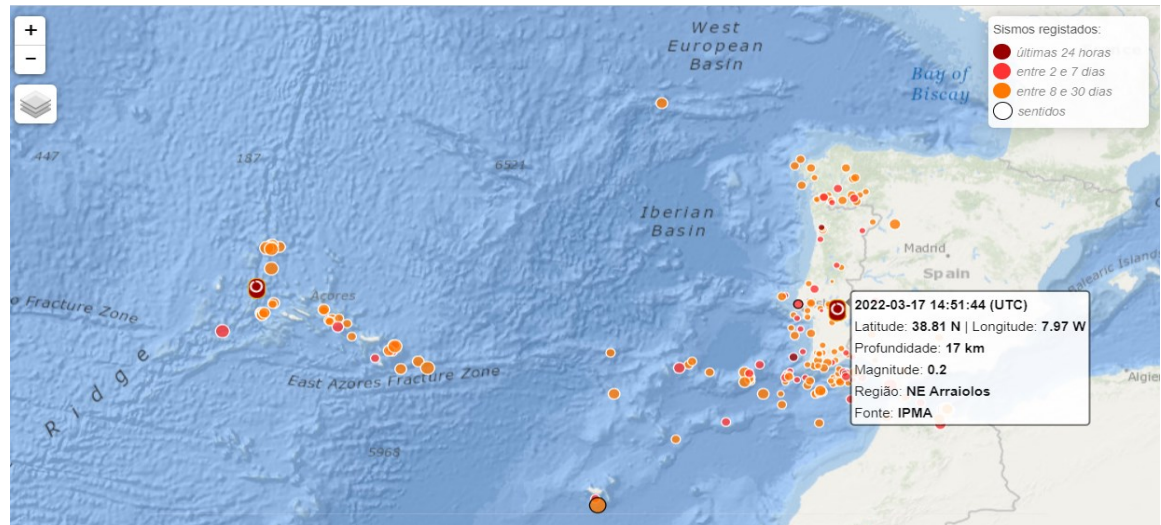 +
−
West
European
Basin
Bay of
Biscay
Sismos registados:
últimas 24 horas
entre 2 e 7 dias
entre 8 e 30 dias
sentidos
447
187
6521
Iberian
Basin
Madrid
Spain
Balearic Islands
Açores
Fracture Zone
2022-03-17 14:51:44 (UTC)
Latitude: 38.81 N | Longitude: 7.97 W
Profundidade: 17 km
Magnitude: 0.2
Região: NE Arraiolos
Fonte: IPMA
East Azores Fracture Zone
Ridge
5968
Algier